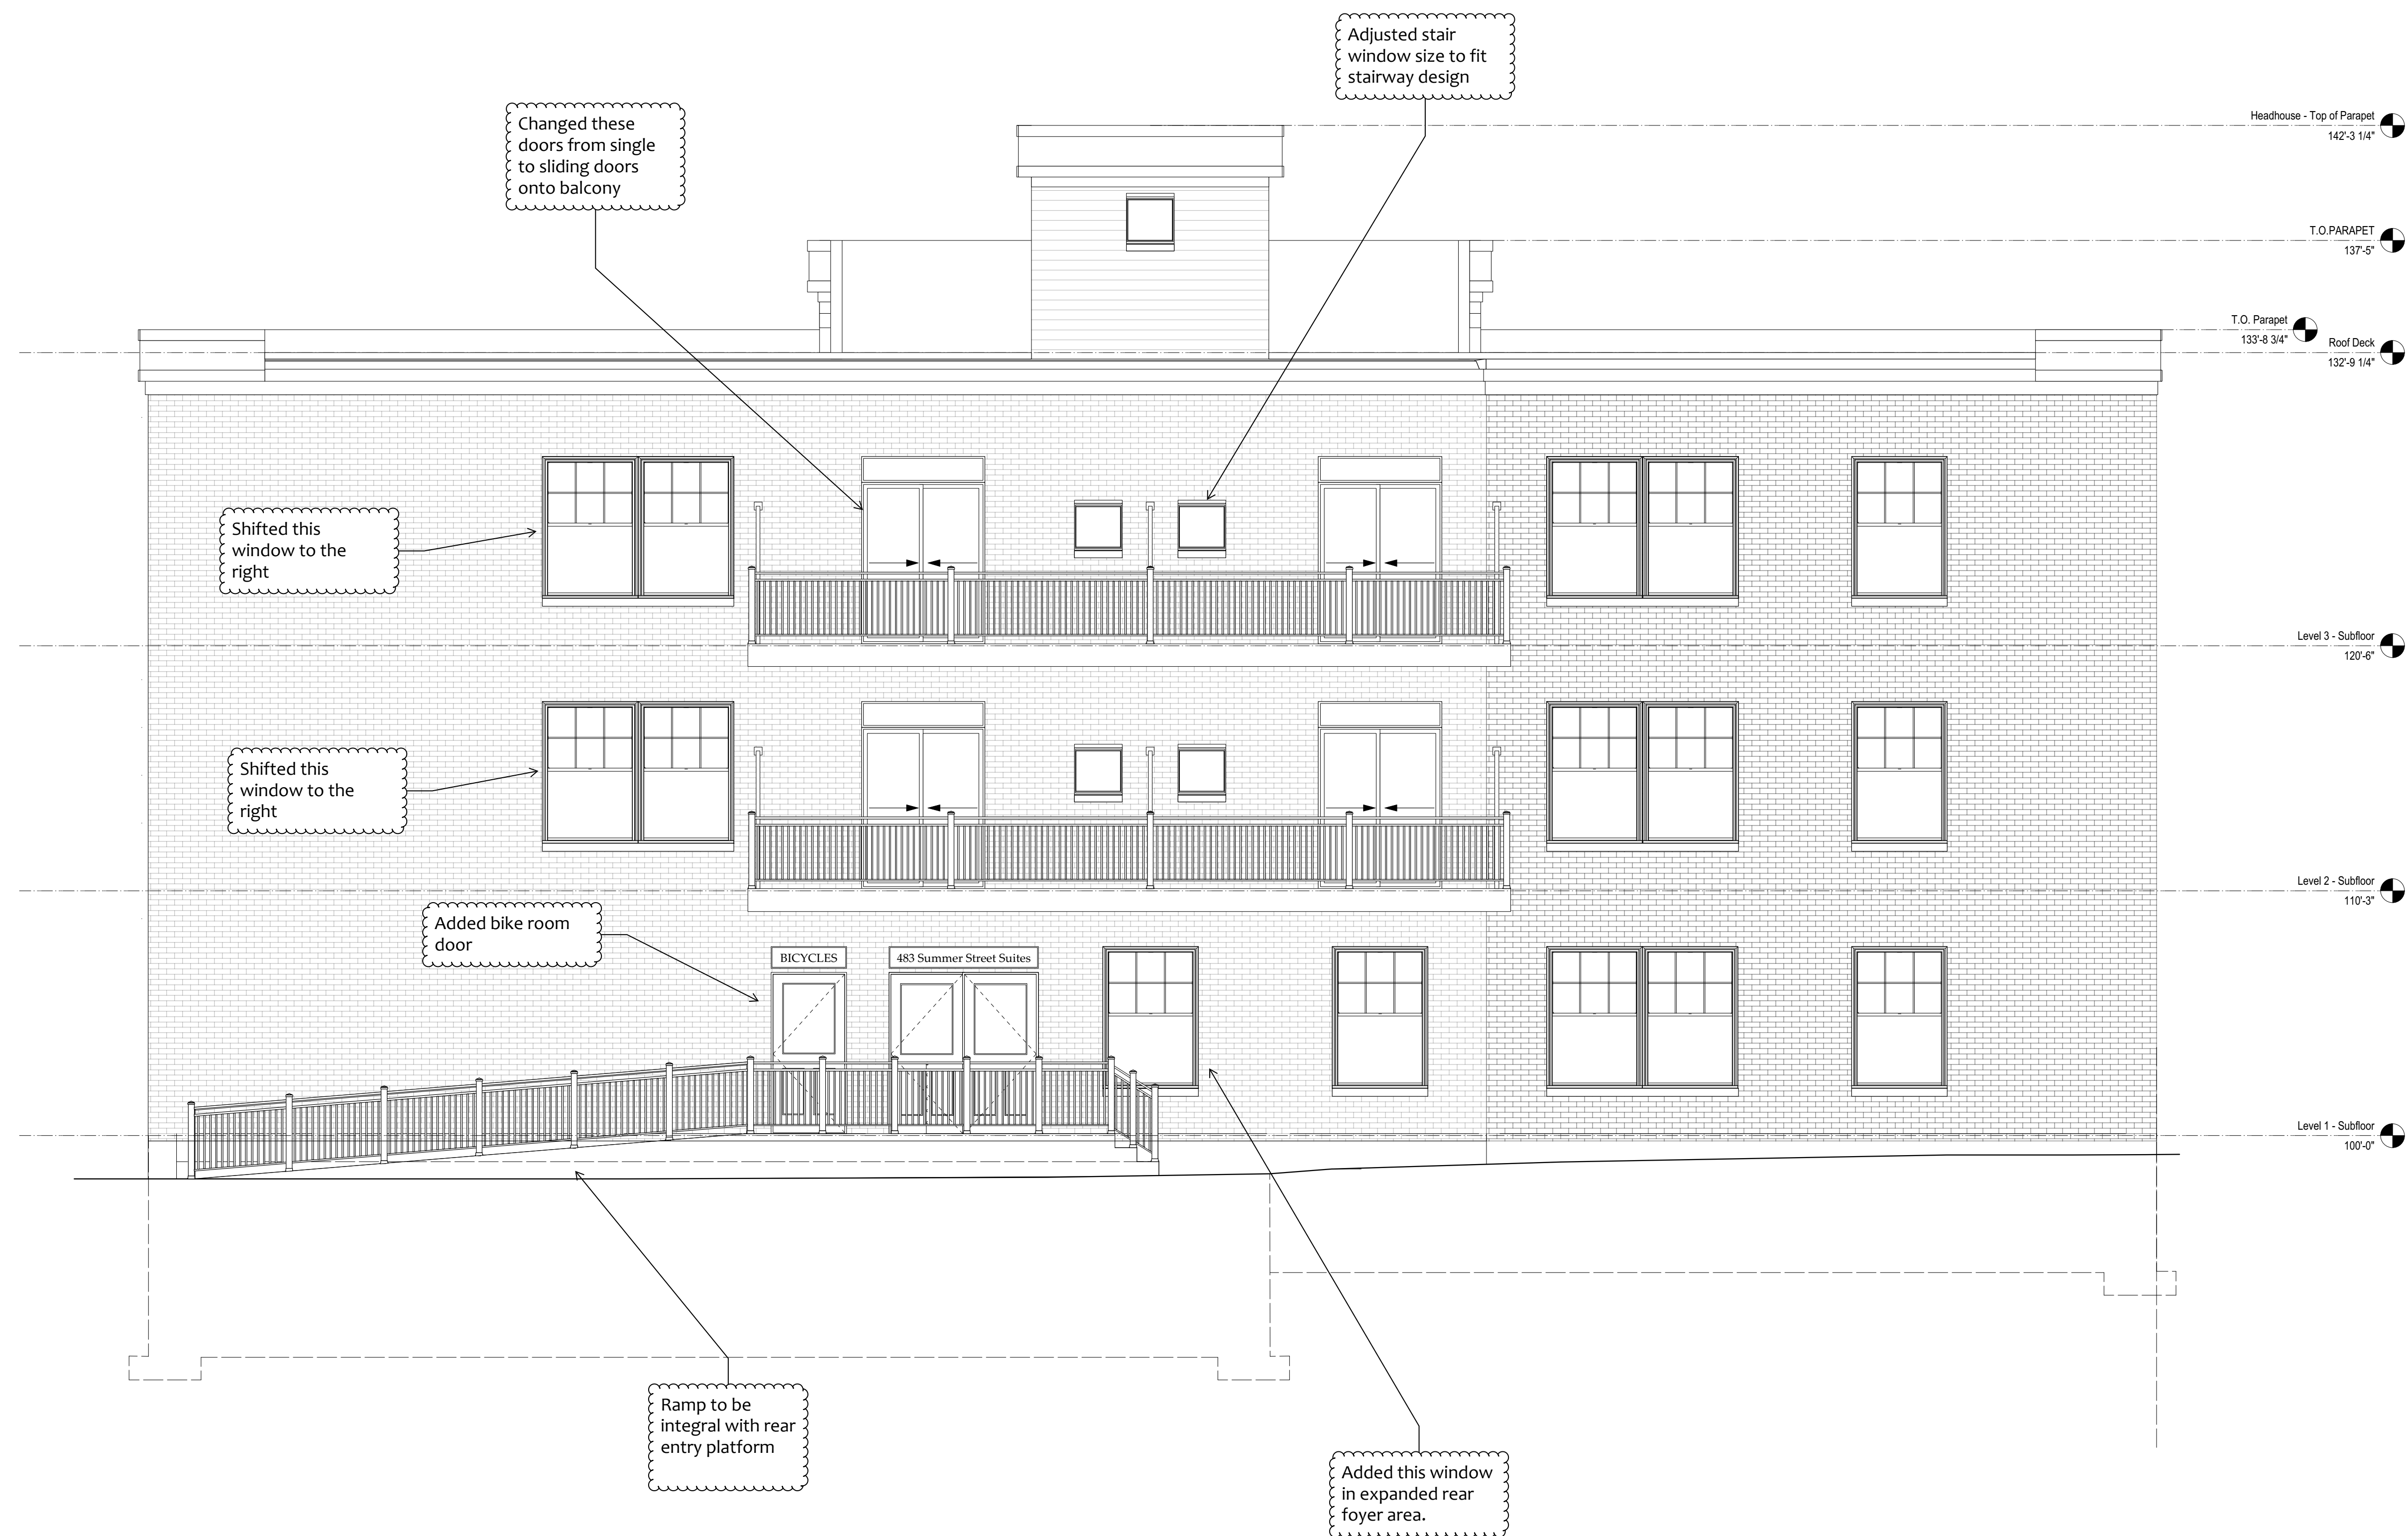 Adjusted stair
window size to fit
stairway design
Changed these
doors from single
to sliding doors
onto balcony
Headhouse - Top of Parapet
142'-3 1/4"
T.O.PARAPET
137'-5"
T.O. Parapet
133'-8 3/4"
Roof Deck
132'-9 1/4"
Shifted this
window to the
right
Level 3 - Subfloor
120'-6"
Shifted this
window to the
right
Level 2 - Subfloor
110'-3"
Added bike room
door
BICYCLES
483 Summer Street Suites
Level 1 - Subfloor
100'-0"
Ramp to be
integral with rear
entry platform
Added this window
in expanded rear
foyer area.